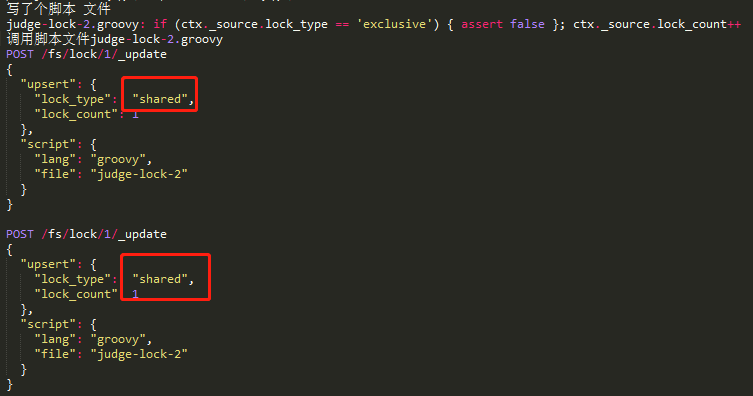 写了个脚本 文件
judge-lock-2.groovy: if (ctx._source.lock_type == 'exclusive') { assert false }; ctx._source.lock_count++
调用脚本文件judge-lock-2.groovy
POST /fs/lock/1/_update
{
  "upsert": {
    "lock_type":  "shared",
    "lock_count": 1
  },
  "script": {
    "lang": "groovy",
    "file": "judge-lock-2"
  }
}

POST /fs/lock/1/_update
{
  "upsert": {
    "lock_type":  "shared",
    "lock_count" 1
  },
  "script": {
    "lang": "groovy",
    "file": "judge-lock-2"
  }
}